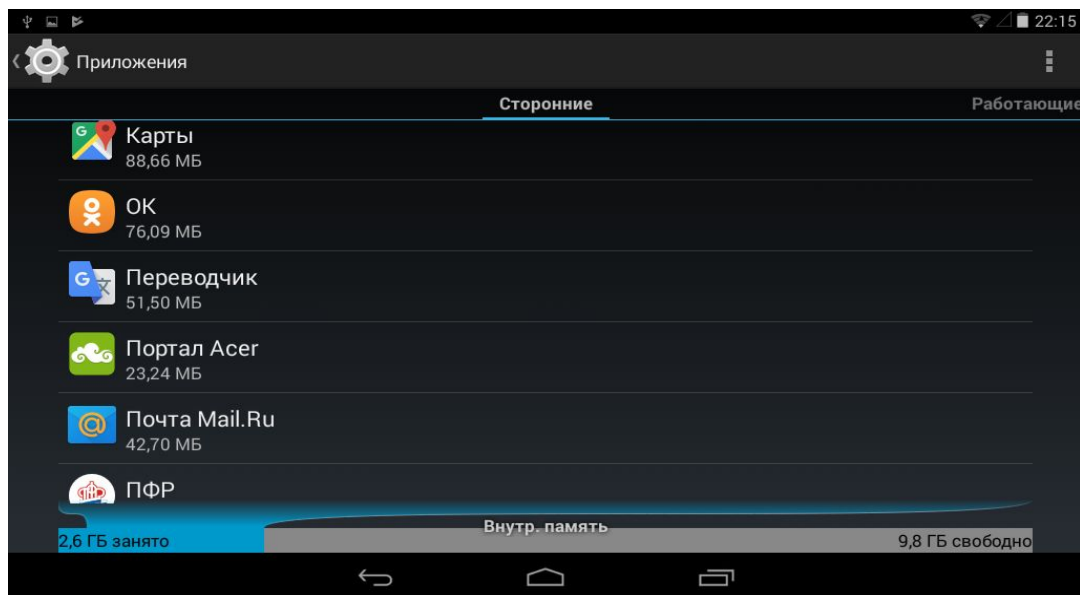 22:15
Приложения
Сторонние
Работающие
Карты
88,66 МБ
ОК
76,09 МБ
Переводчик
51,50 МБ
Портал Acer
23,24 МБ
Почта Mail.Ru
42,70 МБ
ПФР
Внутр. память
2,6 ГБ занято
9,8 ГБ свободно